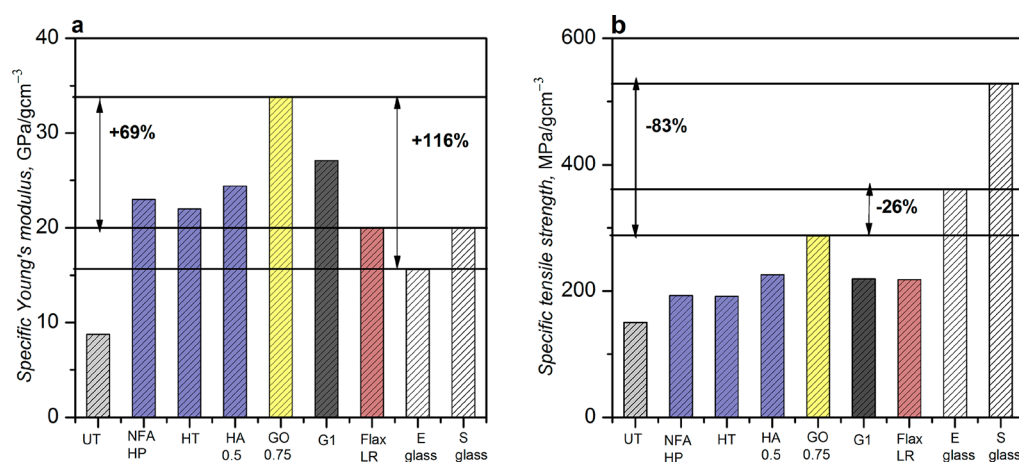 a
Specific Young's modulus, GPa/gcm⁻³
40
30
20
10
0
+69%
+116%
UT
NFA
HP
HT
HA
0.5
GO
0.75
G1
Flax
LR
E
glass
S
glass
b
Specific tensile strength, MPa/gcm⁻³
600
400
200
0
-83%
-26%
UT
NFA
HP
HT
HA
0.5
GO
0.75
G1
Flax
LR
E
glass
S
glass